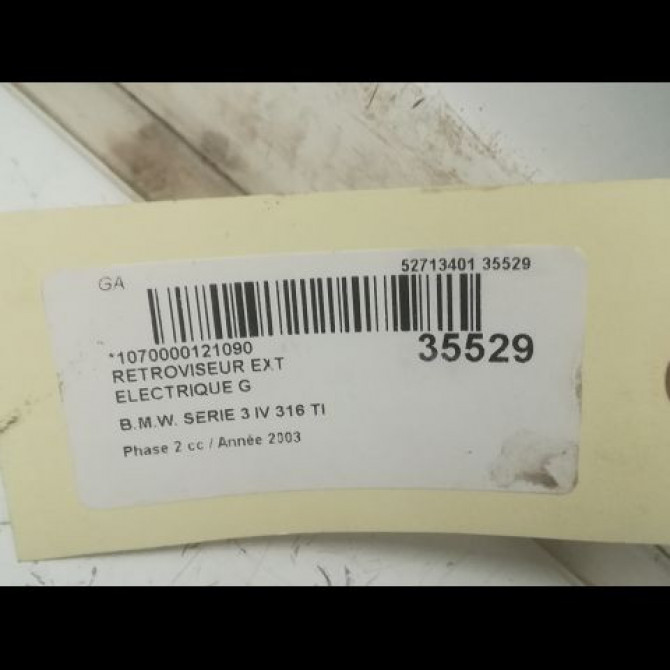 GA
52713401 35529
*1070000121090
35529
RETROVISEUR EXT
ELECTRIQUE G
B.M.W. SERIE 3 IV 316 TI
Phase 2 cc / Année 2003